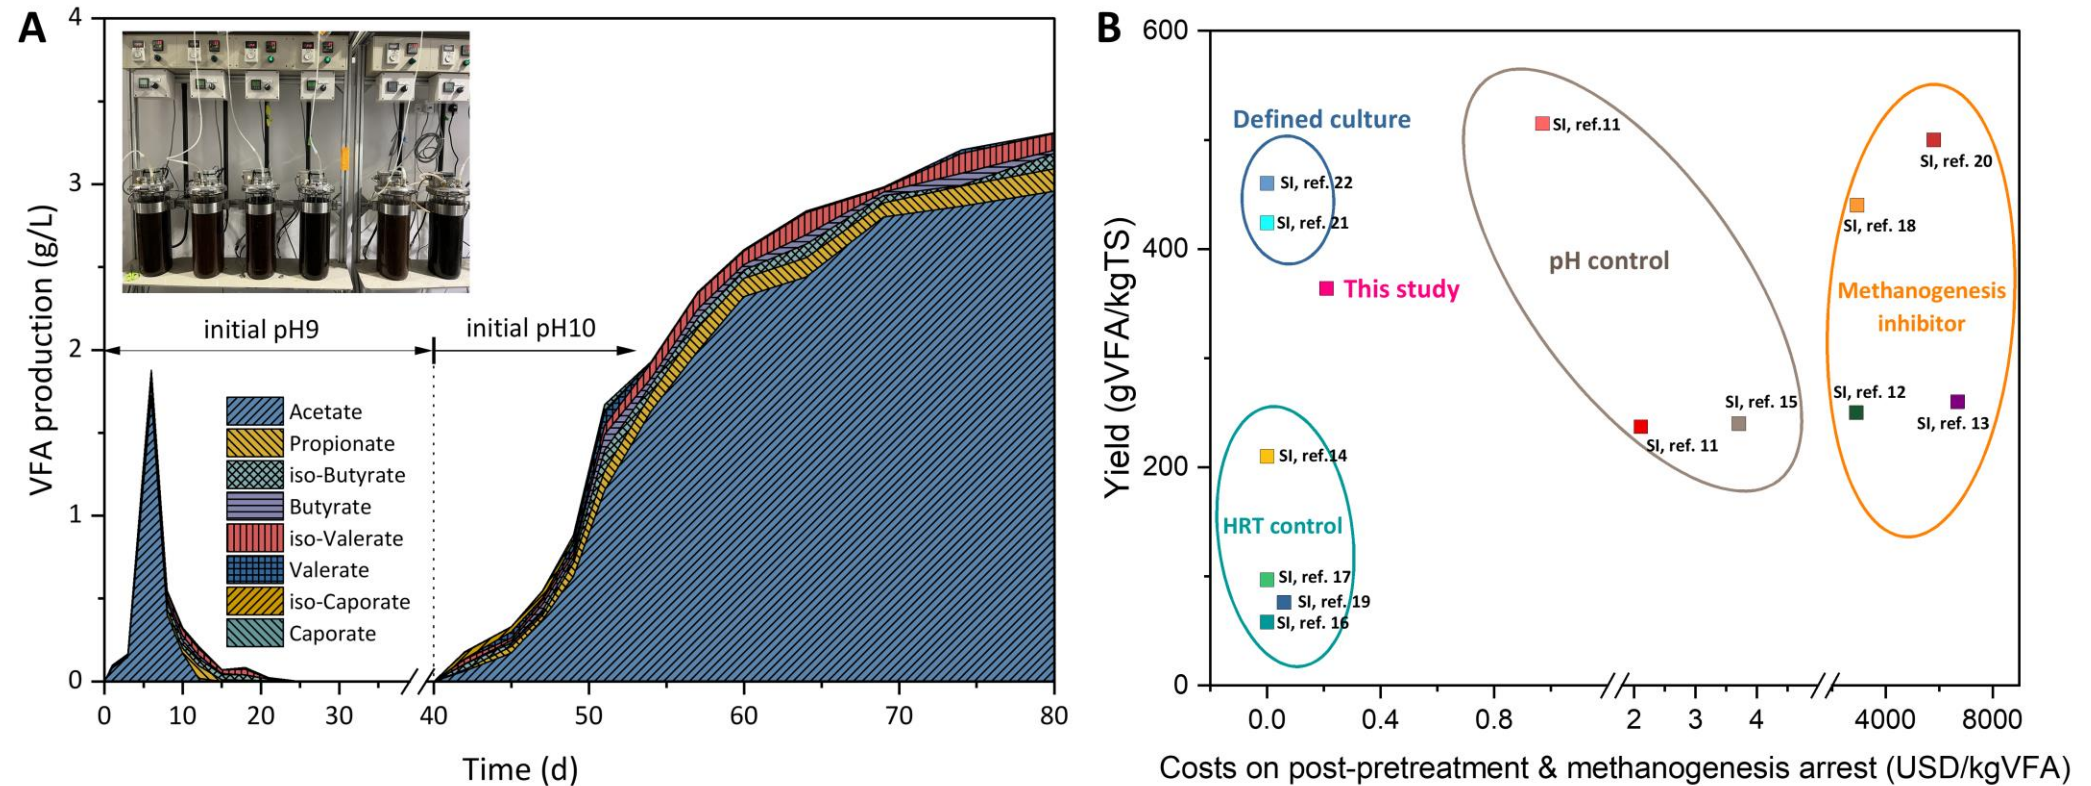 A
VFA production (g/L)
4
3
2
1
0
initial pH9
initial pH10
Acetate
Propionate
iso-Butyrate
Butyrate
iso-Valerate
Valerate
iso-Caporate
Caporate
0 10 20 30 40 50 60 70 80
Time (d)
B
Yield (gVFA/kgTS)
600
400
200
0
Defined culture
SI, ref. 22
SI, ref. 21
This study
SI, ref.11
pH control
SI, ref. 11
SI, ref. 15
SI, ref. 20
SI, ref. 18
Methanogenesis
inhibitor
SI, ref. 12
SI, ref. 13
SI, ref.14
HRT control
SI, ref. 17
SI, ref. 19
SI, ref. 16
0.0 0.4 0.8 2 3 4 4000 8000
Costs on post-pretreatment & methanogenesis arrest (USD/kgVFA)